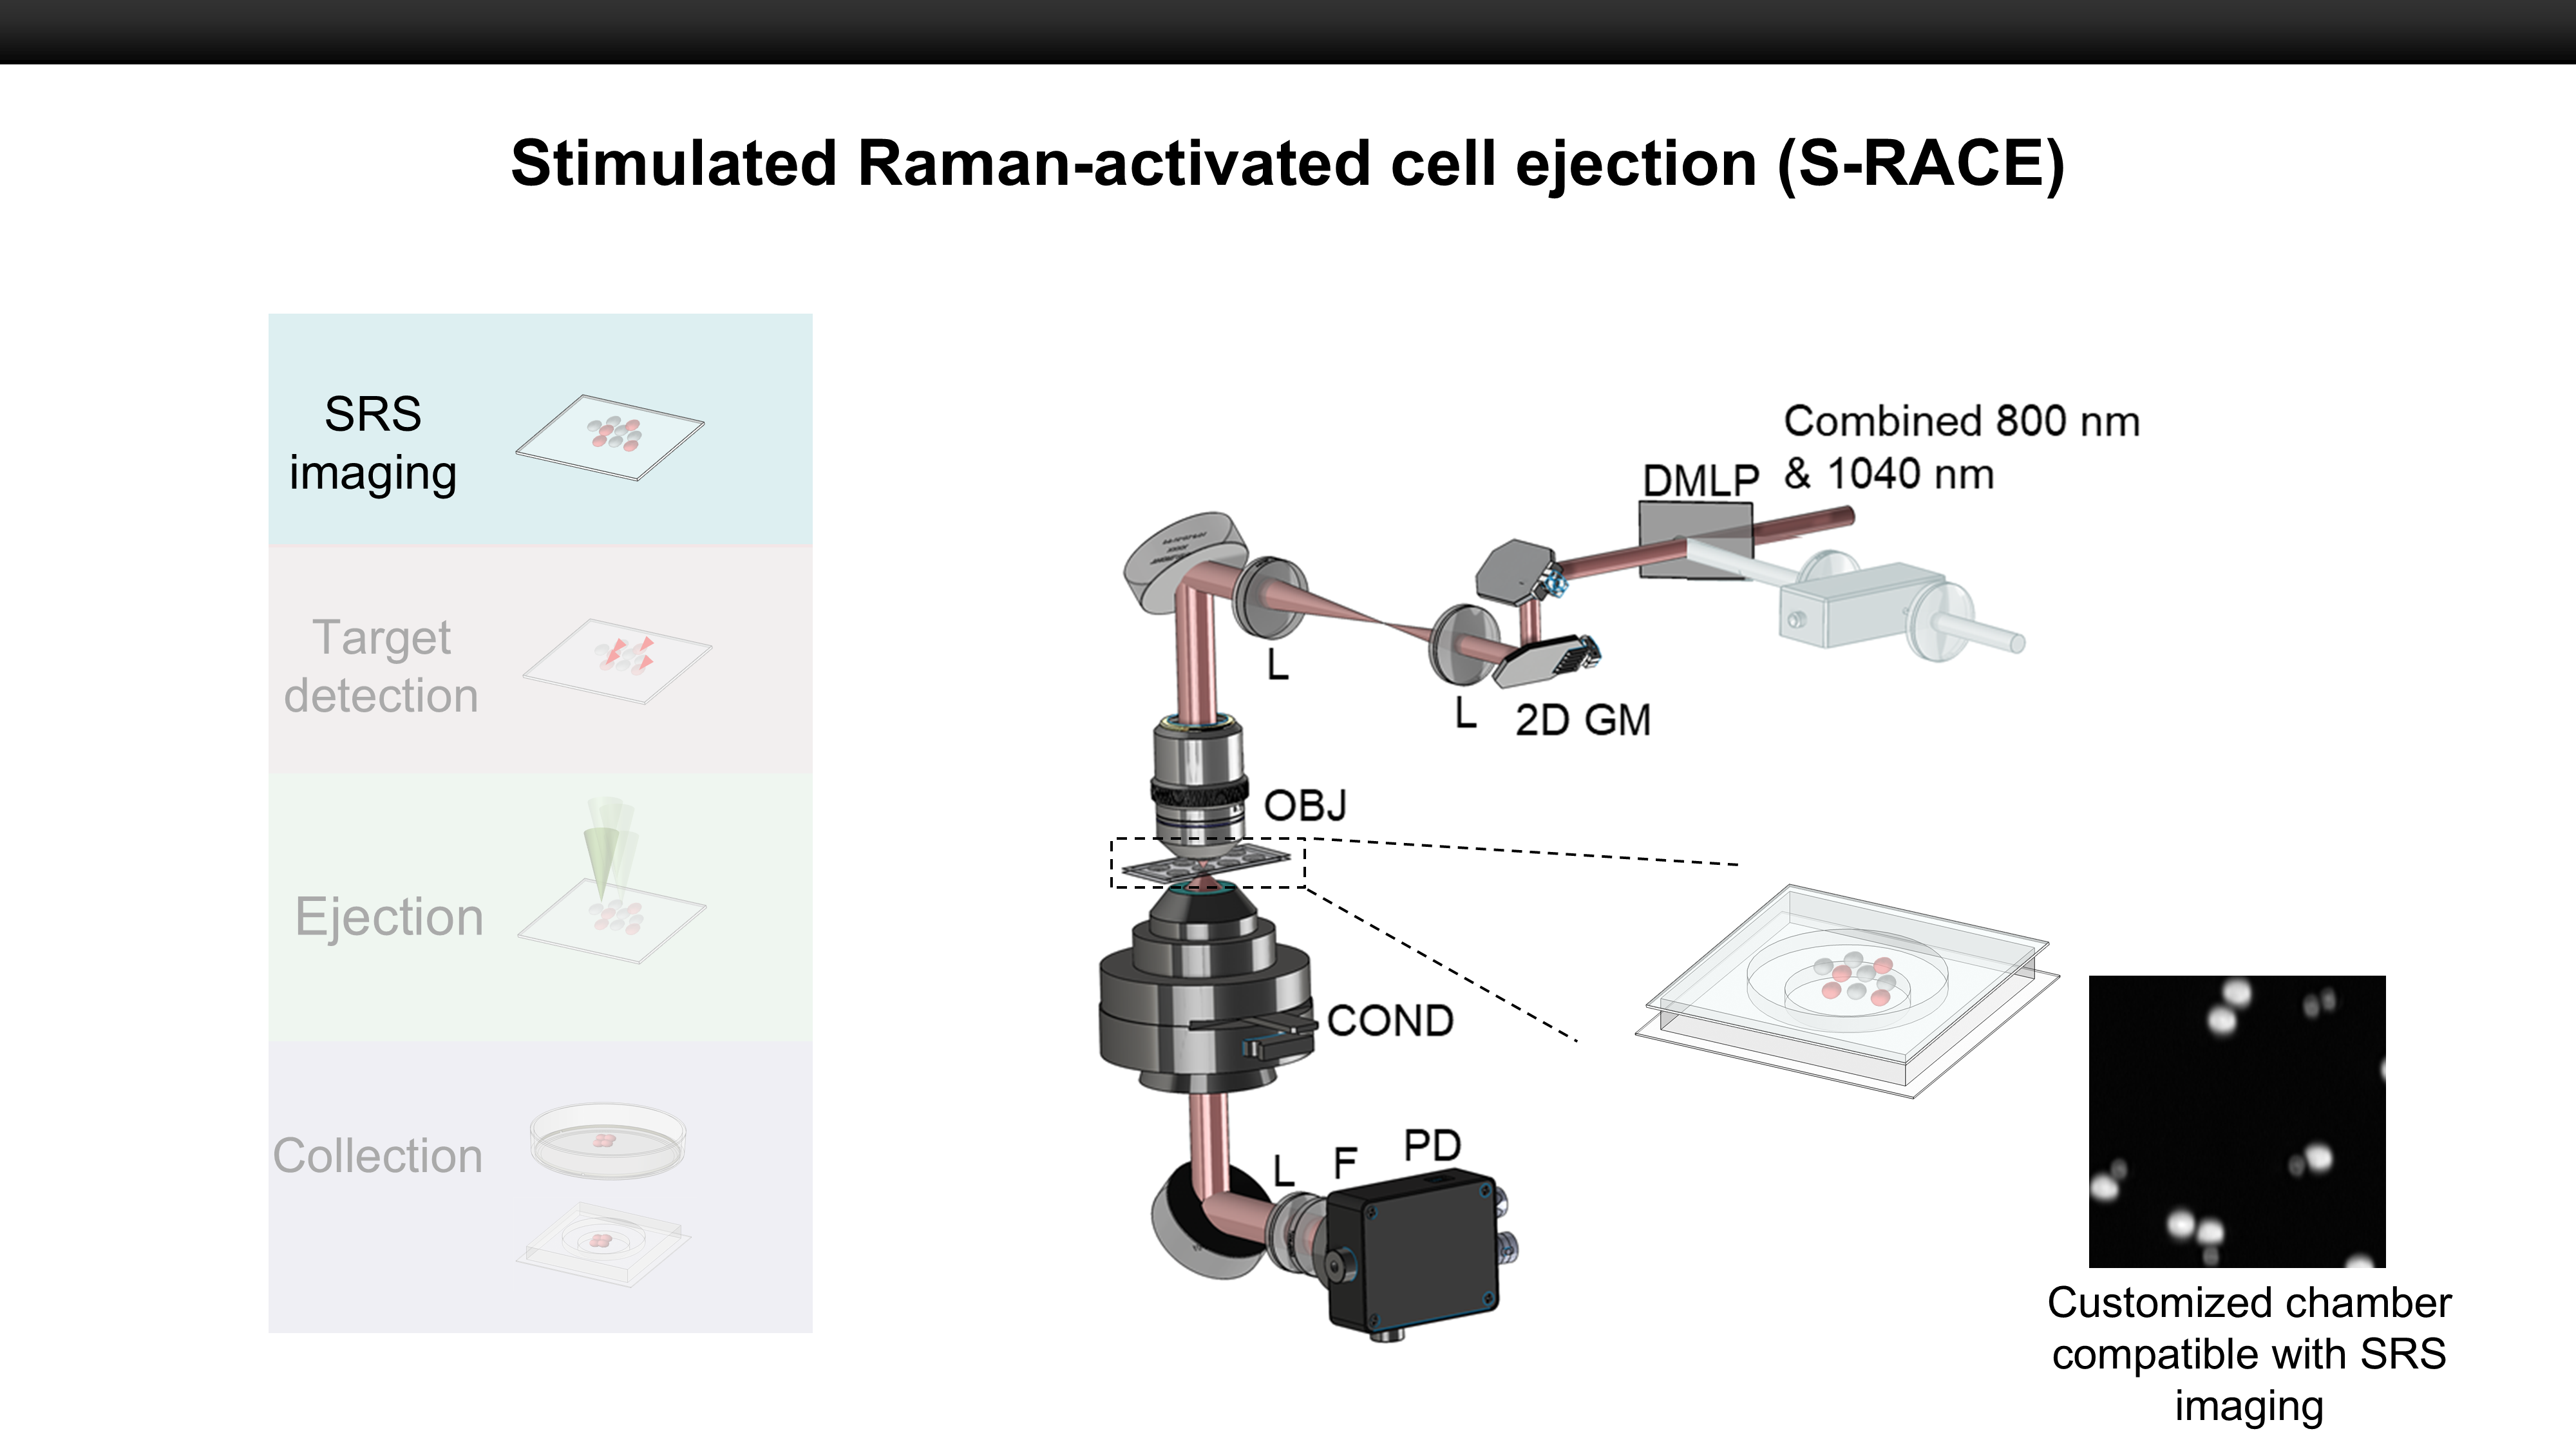 Stimulated Raman-activated cell ejection (S-RACE)
SRS
imaging
Target
detection
Ejection
Collection
Combined 800 nm
& 1040 nm
DMLP
L
L
2D GM
OBJ
COND
L
F
PD
Customized chamber
compatible with SRS
imaging